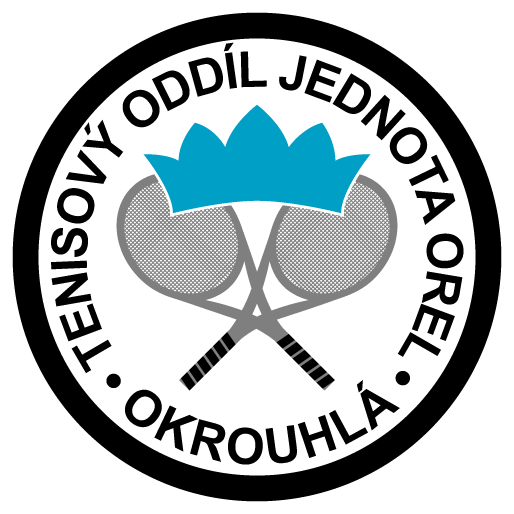 TENISOVÝ ODDÍL JEDNOTA OREL
• OKROUHLÁ •